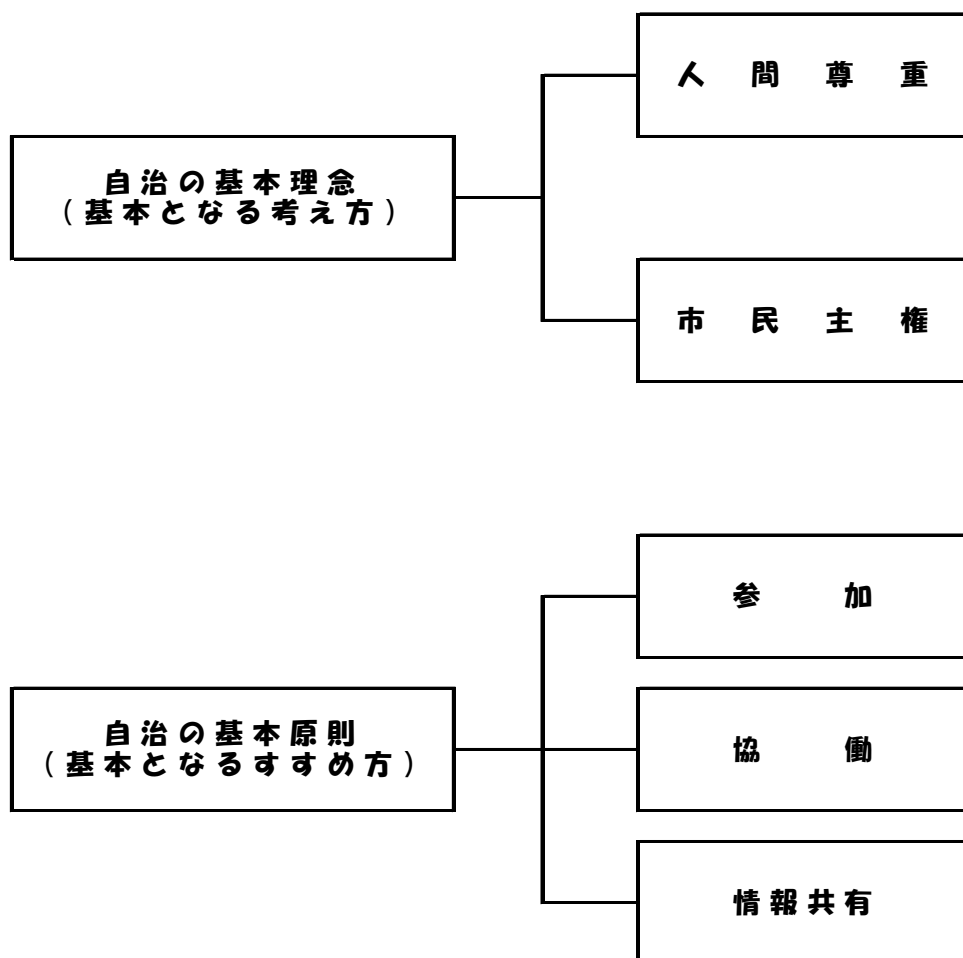 人間尊重
自治の基本理念
（基本となる考え方）
市民主権
参加
自治の基本原則
（基本となるすすめ方）
協働
情報共有